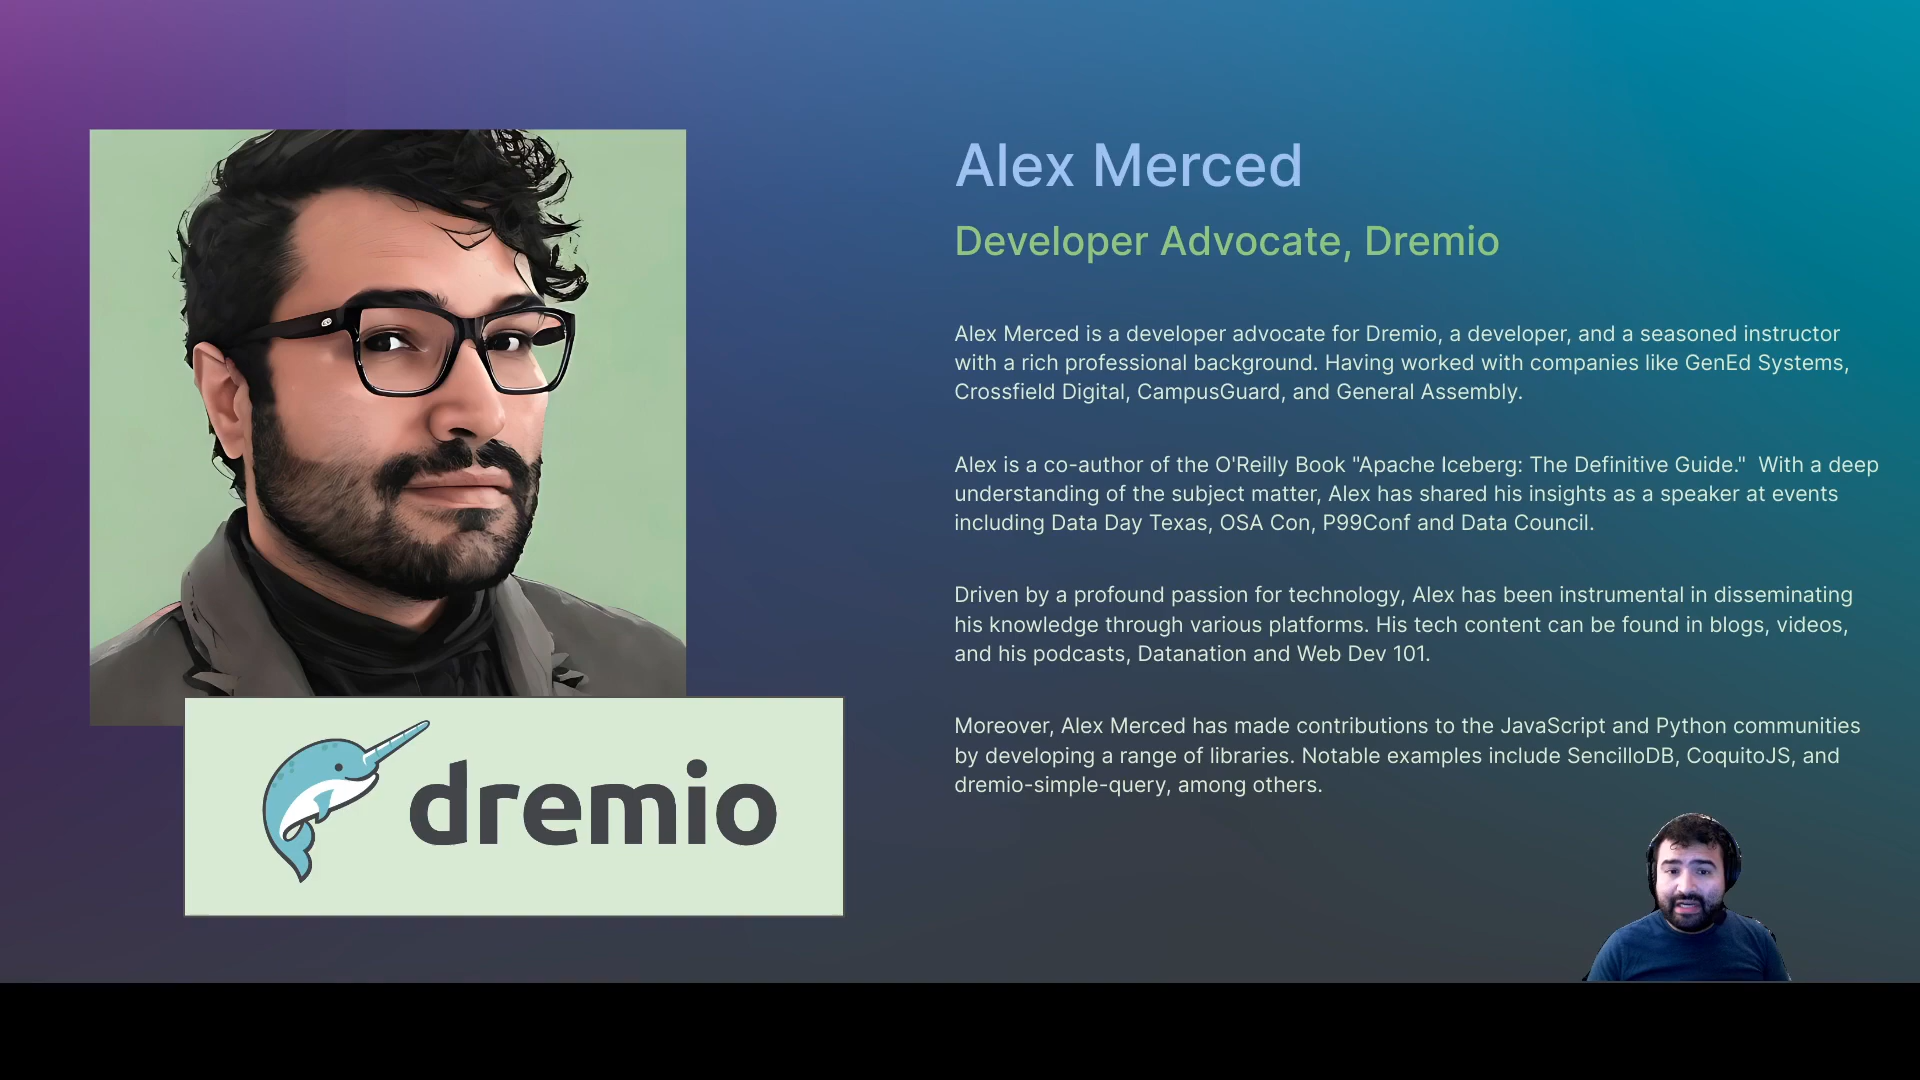 Alex Merced
Developer Advocate, Dremio
Alex Merced is a developer advocate for Dremio, a developer, and a seasoned instructor
with a rich professional background. Having worked with companies like GenEd Systems,
Crossfield Digital, CampusGuard, and General Assembly.
Alex is a co-author of the O'Reilly Book "Apache Iceberg: The Definitive Guide."  With a deep
understanding of the subject matter, Alex has shared his insights as a speaker at events
including Data Day Texas, OSA Con, P99Conf and Data Council.
Driven by a profound passion for technology, Alex has been instrumental in disseminating
his knowledge through various platforms. His tech content can be found in blogs, videos,
and his podcasts, Datanation and Web Dev 101.
Moreover, Alex Merced has made contributions to the JavaScript and Python communities
by developing a range of libraries. Notable examples include SencilloDB, CoquitoJS, and
dremio-simple-query, among others.
dremio